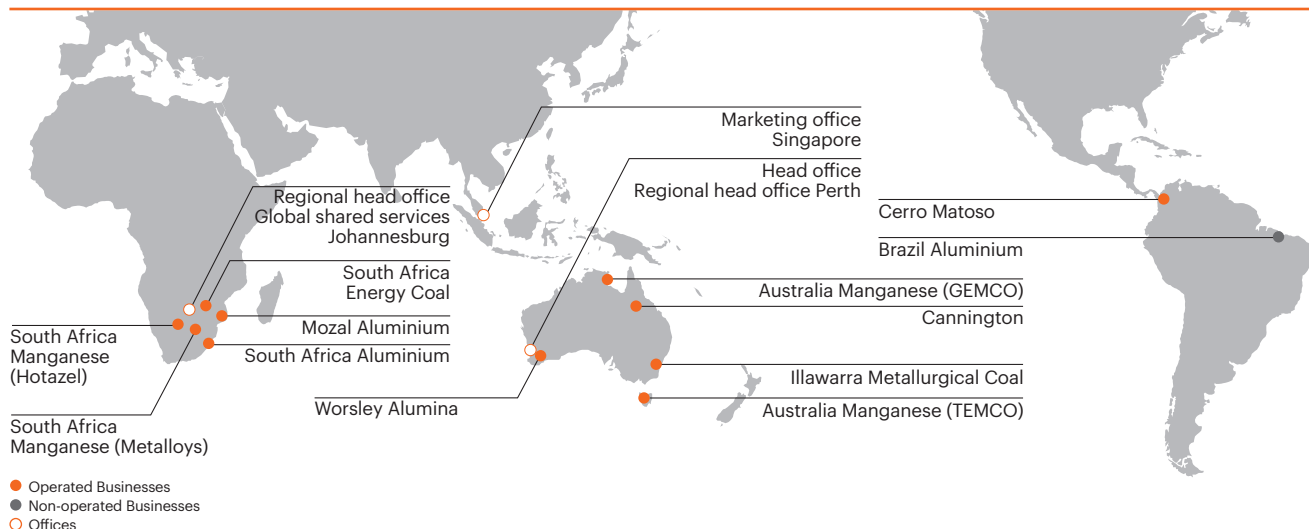 Marketing office
Singapore
Head office
Regional head office Perth
Regional head office
Global shared services
Johannesburg
Cerro Matoso
Brazil Aluminium
South Africa
Energy Coal
Australia Manganese (GEMCO)
Cannington
Mozal Aluminium
South Africa Aluminium
South Africa
Manganese
(Hotazel)
Illawarra Metallurgical Coal
Worsley Alumina
Australia Manganese (TEMCO)
South Africa
Manganese (Metalloys)
Operated Businesses
Non-operated Businesses
Offices